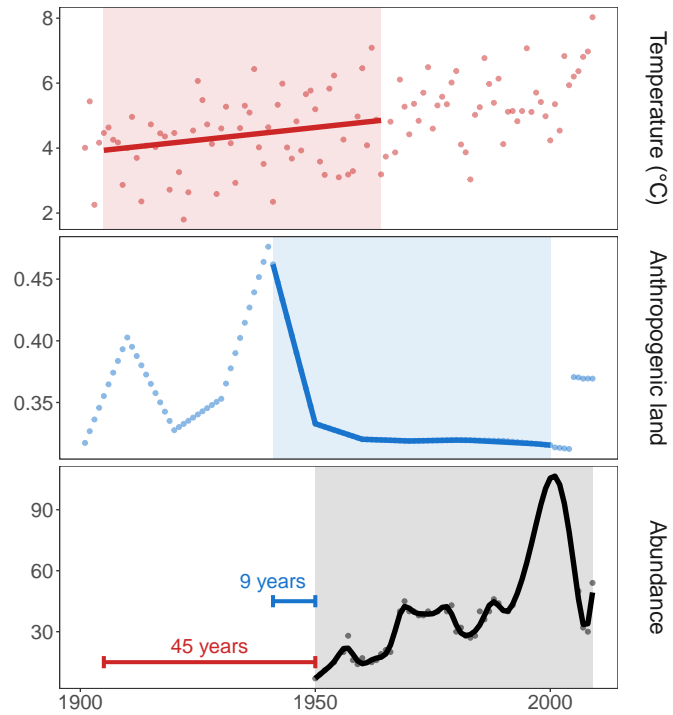 8
6
4
2
Temperature (°C)
0.45
0.40
0.35
Anthropogenic land
90
60
30
9 years
45 years
Abundance
1900
1950
2000